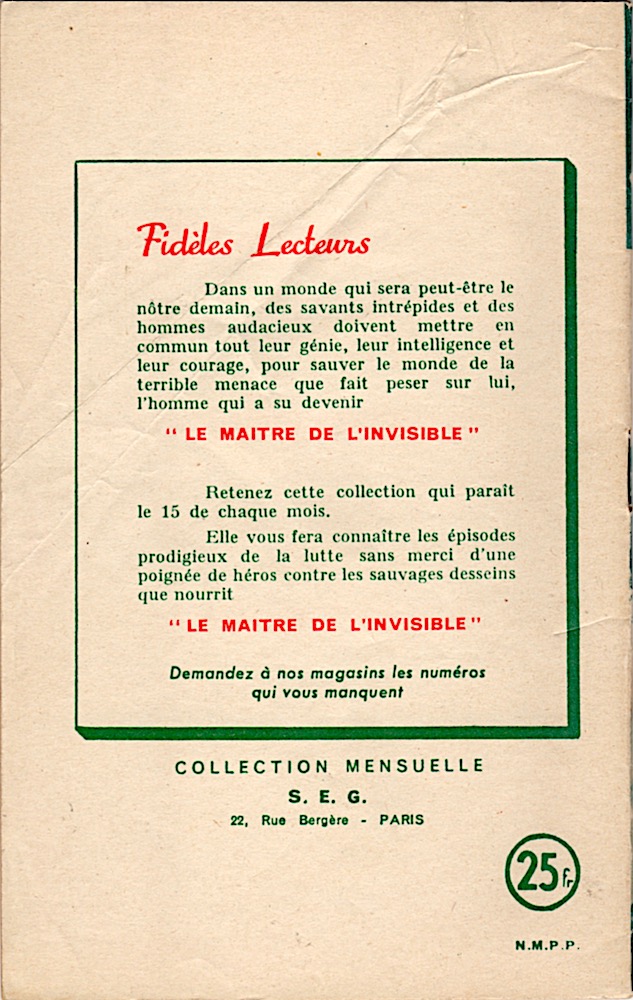 Fidèles Lecteurs
Dans un monde qui sera peut-être le
nôtre demain, des savants intrépides et des
hommes audacieux doivent mettre en
commun tout leur génie, leur intelligence et
leur courage, pour sauver le monde de la
terrible menace que fait peser sur lui,
l'homme qui a su devenir
" LE MAITRE DE L'INVISIBLE "
Retenez cette collection qui paraît
le 15 de chaque mois.
Elle vous fera connaître les épisodes
prodigieux de la lutte sans merci d'une
poignée de héros contre les sauvages desseins
que nourrit
" LE MAITRE DE L'INVISIBLE "
Demandez à nos magasins les numéros
qui vous manquent
COLLECTION MENSUELLE
S. E. G.
22, Rue Bergère - PARIS
25 fr
N.M.P.P.